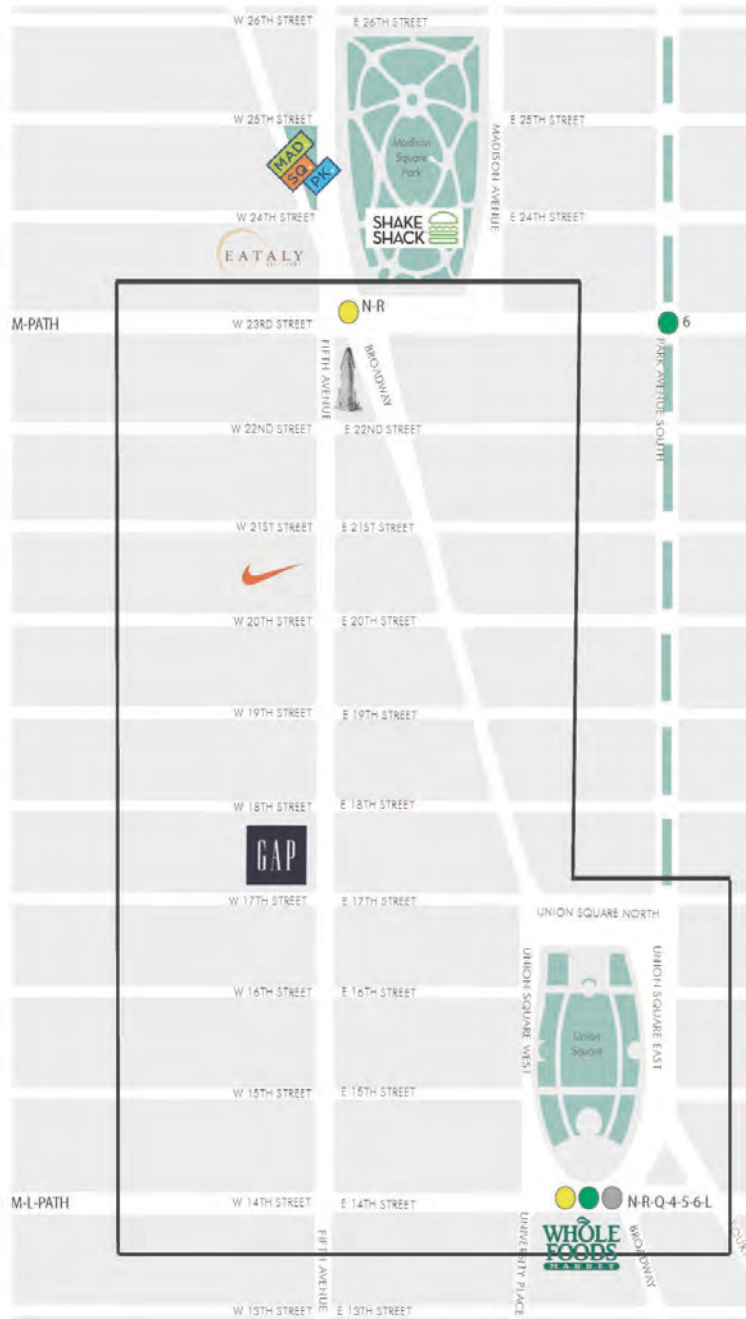 W 26TH STREET
E 26TH STREET
W 25TH STREET
E 25TH STREET
MADISON AVENUE
MAD
SQ.
PK.
Madison
Square
Park
W 24TH STREET
E 24TH STREET
SHAKE
SHACK
EATALY
N-R
M-PATH
W 23RD STREET
6
FIFTH AVENUE
BROADWAY
PARK AVENUE SOUTH
W 22ND STREET
E 22ND STREET
W 21ST STREET
E 21ST STREET
W 20TH STREET
E 20TH STREET
W 19TH STREET
E 19TH STREET
W 18TH STREET
E 18TH STREET
GAP
W 17TH STREET
E 17TH STREET
UNION SQUARE NORTH
UNION SQUARE WEST
UNION SQUARE EAST
W 16TH STREET
E 16TH STREET
Union
Square
W 15TH STREET
E 15TH STREET
M-L-PATH
W 14TH STREET
E 14TH STREET
N-R-Q-4-5-6-L
FIFTH AVENUE
UNIVERSITY PLACE
WHOLE
FOODS
MARKET
BROADWAY
W 13TH STREET
E 13TH STREET